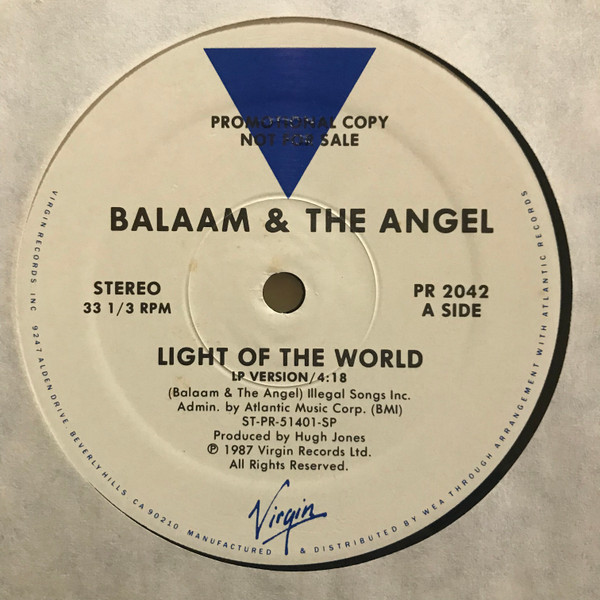 PROMOTIONAL COPY
NOT FOR SALE
BALAAM & THE ANGEL
STEREO
33 1/3 RPM
PR 2042
A SIDE
LIGHT OF THE WORLD
LP VERSION/4:18
(Balaam & The Angel) Illegal Songs Inc.
Admin. by Atlantic Music Corp. (BMI)
ST-PR-51401-SP
Produced by Hugh Jones
℗ 1987 Virgin Records Ltd.
All Rights Reserved.
Virgin
VIRGIN RECORDS INC 9247 ALDEN DRIVE, BEVERLY HILLS CA 90210 MANUFACTURED & DISTRIBUTED BY WEA THROUGH ARRANGEMENT WITH ATLANTIC RECORDS